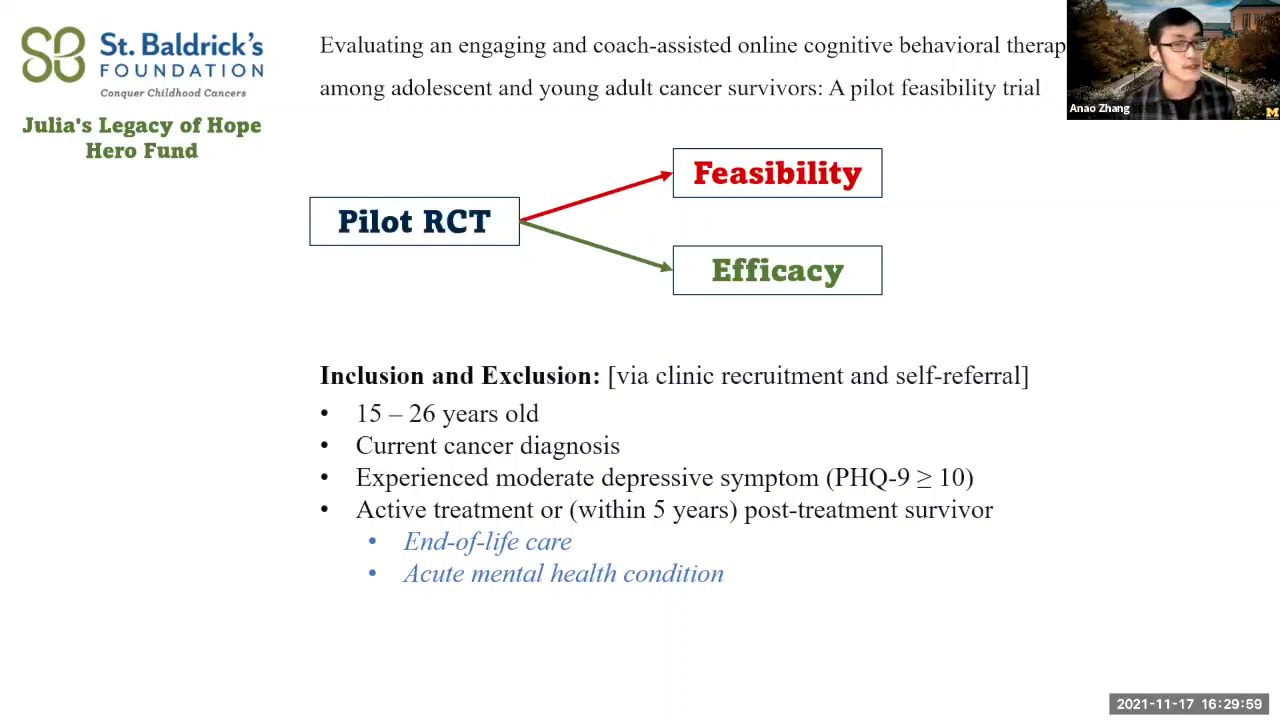 St. Baldrick's
FOUNDATION
Conquer Childhood Cancers
Julia's Legacy of Hope
Hero Fund
Evaluating an engaging and coach-assisted online cognitive behavioral therap
among adolescent and young adult cancer survivors: A pilot feasibility trial
Anao Zhang
M
Feasibility
Pilot RCT
Efficacy
Inclusion and Exclusion: [via clinic recruitment and self-referral]
• 15 – 26 years old
• Current cancer diagnosis
• Experienced moderate depressive symptom (PHQ-9 ≥ 10)
• Active treatment or (within 5 years) post-treatment survivor
• End-of-life care
• Acute mental health condition
2021-11-17 16:29:59